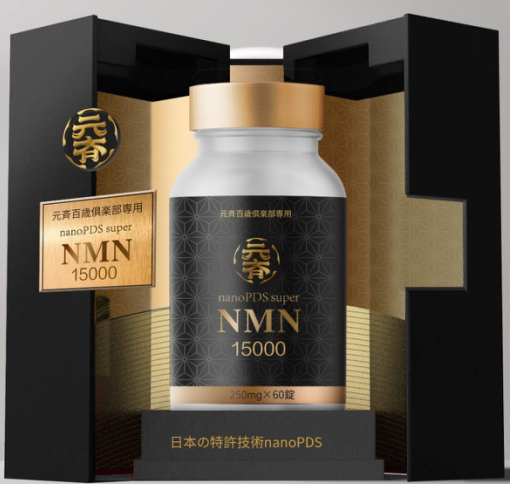 元斉
元斉百歳倶楽部専用
nanoPDS super
NMN
15000
元斉百歳倶楽部専用
元斉
nanoPDS super
NMN
15000
250mg×60錠
日本の特許技術nanoPDS